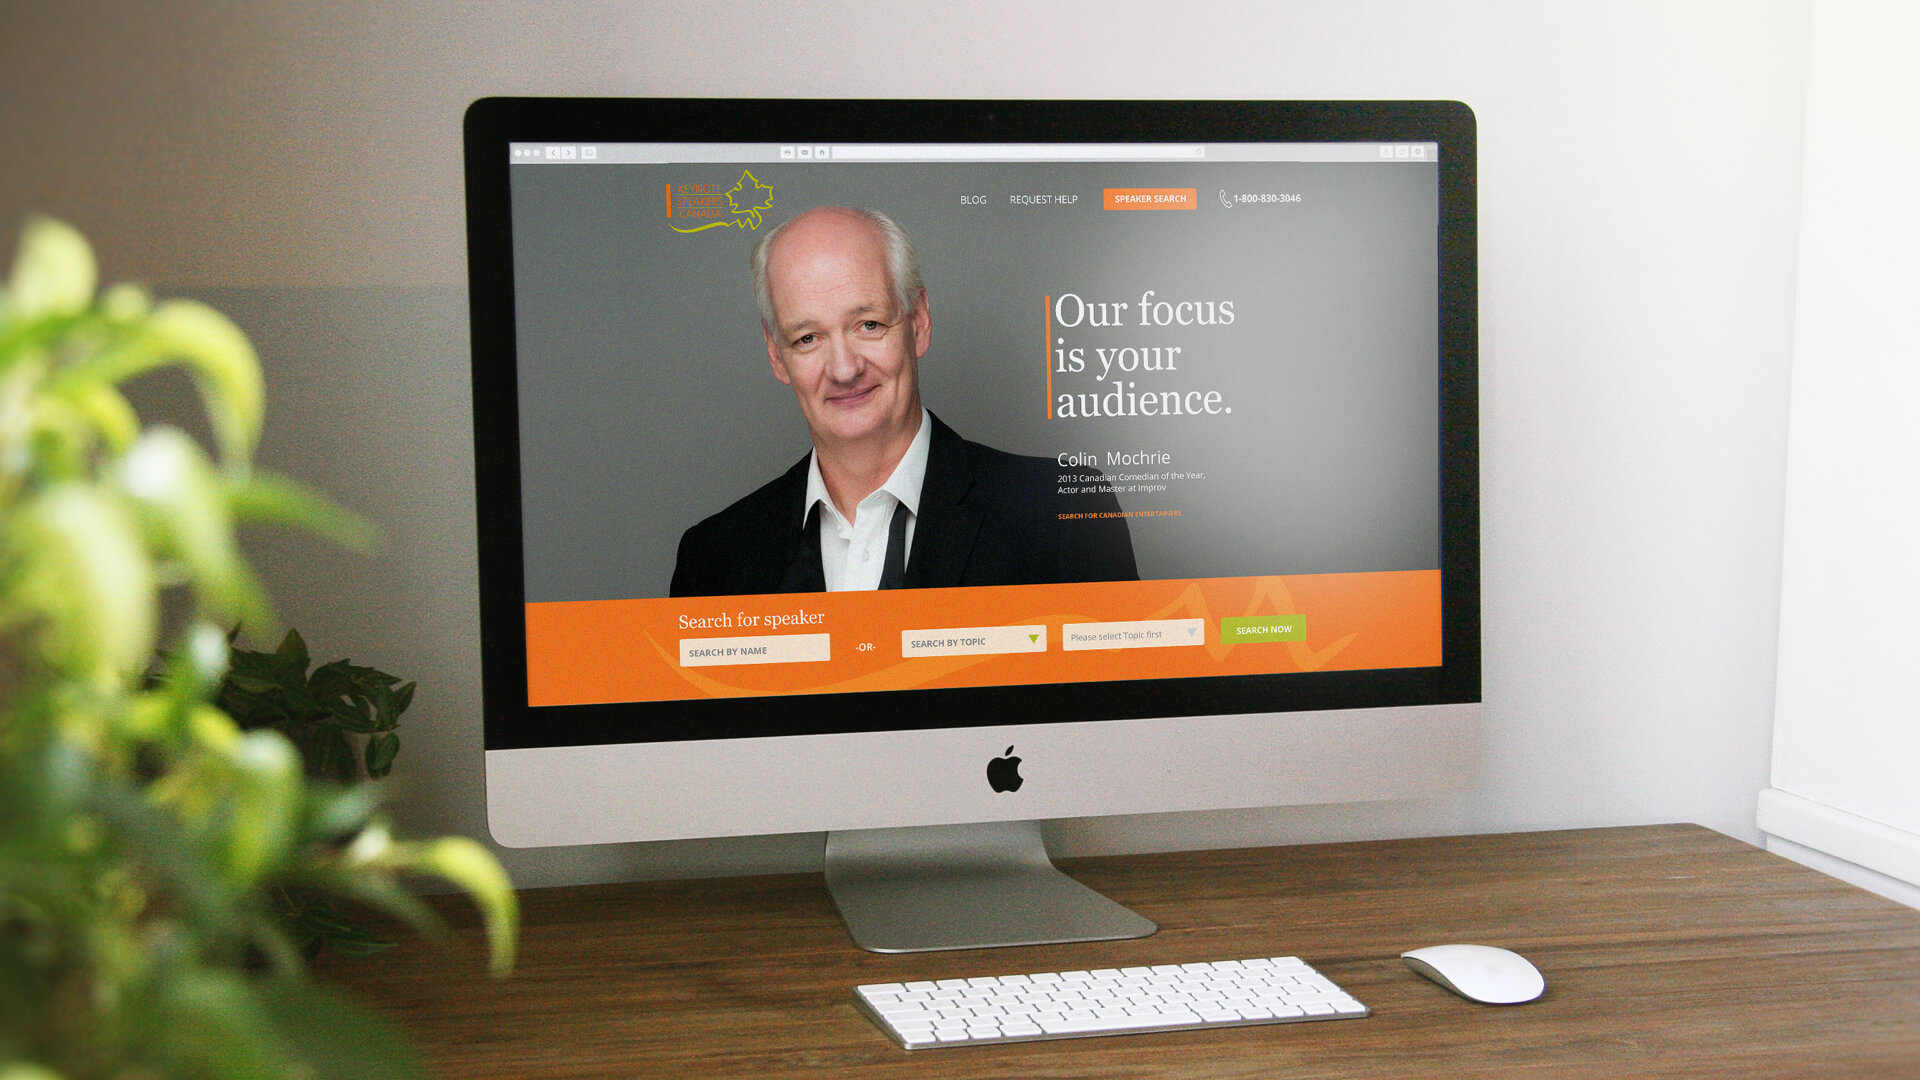 KEYNOTE
SPEAKERS
CANADA
BLOG
REQUEST HELP
SPEAKER SEARCH
1-800-830-3046
Our focus
is your
audience.
Colin Mochrie
2013 Canadian Comedian of the Year,
Actor and Master at Improv
SEARCH FOR CANADIAN ENTERTAINERS
Search for speaker
SEARCH BY NAME
-OR-
SEARCH BY TOPIC
Please select Topic first
SEARCH NOW